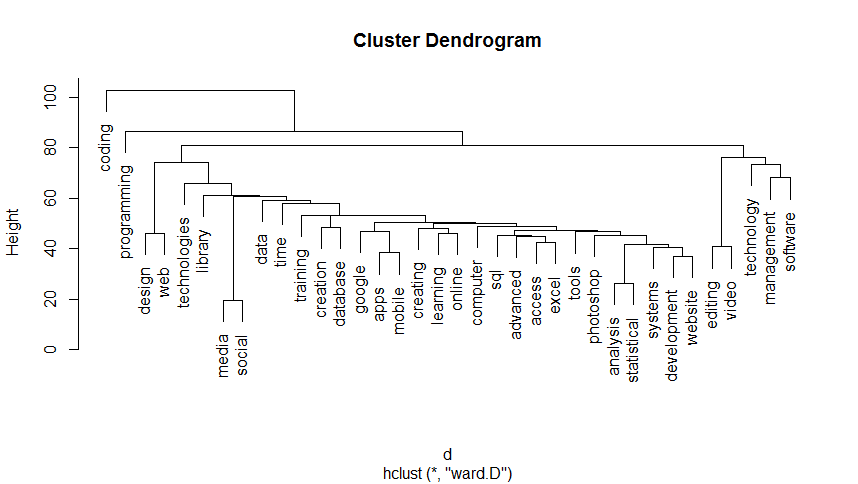 Cluster Dendrogram
Height
100
80
60
40
20
0
coding
programming
design
web
technologies
library
media
social
data
time
training
creation
database
google
apps
mobile
creating
learning
online
computer
sql
advanced
access
excel
tools
photoshop
analysis
statistical
systems
development
website
editing
video
technology
management
software
d
hclust (*, "ward.D")